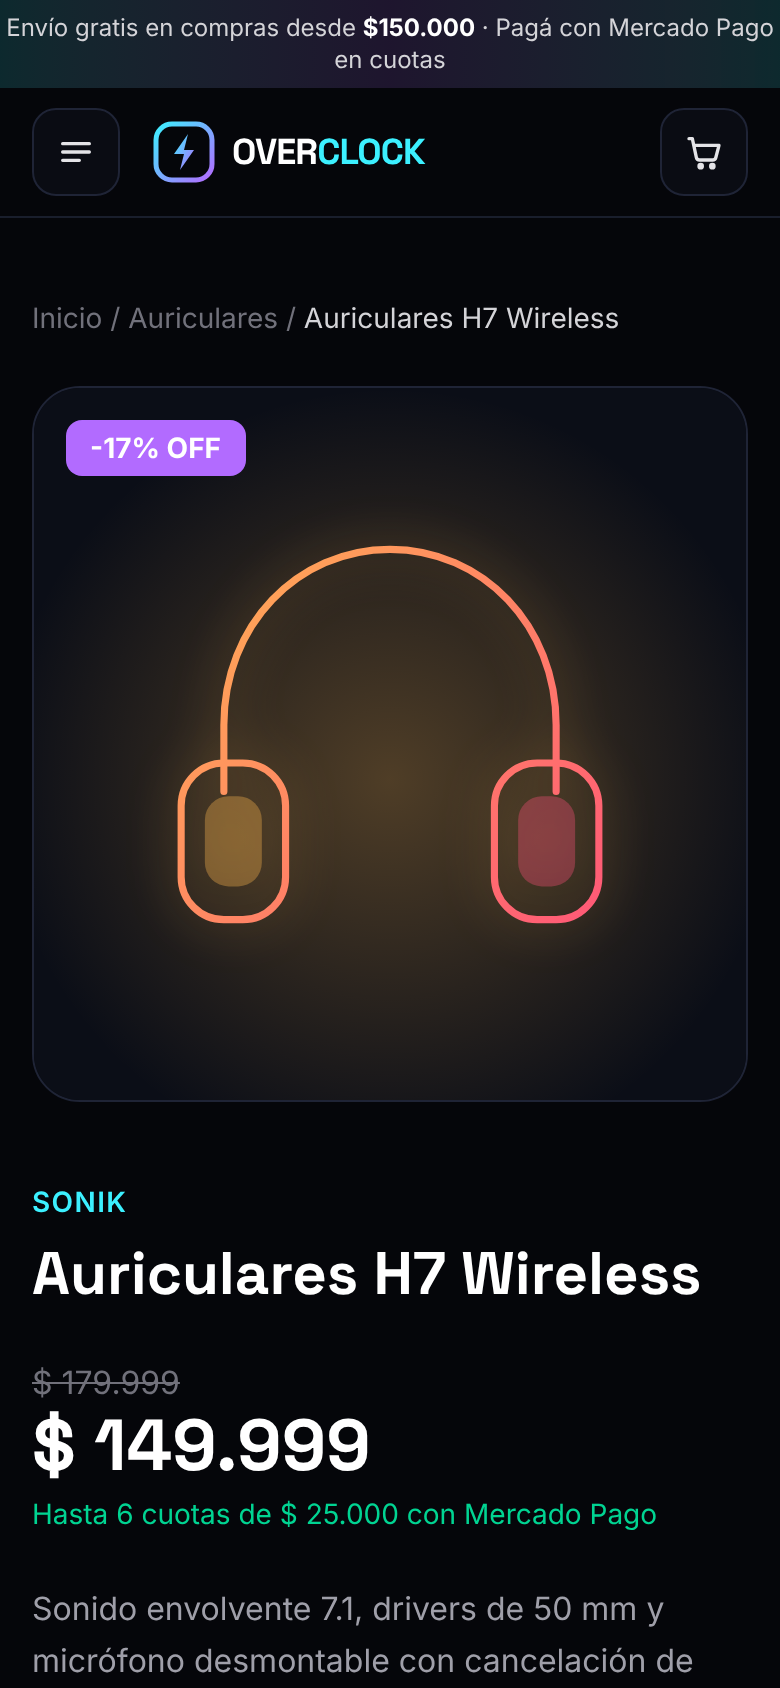 Envío gratis en compras desde $150.000 · Pagá con Mercado Pago
en cuotas
OVERCLOCK
Inicio / Auriculares / Auriculares H7 Wireless
-17% OFF
SONIK
Auriculares H7 Wireless
$ 179.999
$ 149.999
Hasta 6 cuotas de $ 25.000 con Mercado Pago
Sonido envolvente 7.1, drivers de 50 mm y
micrófono desmontable con cancelación de